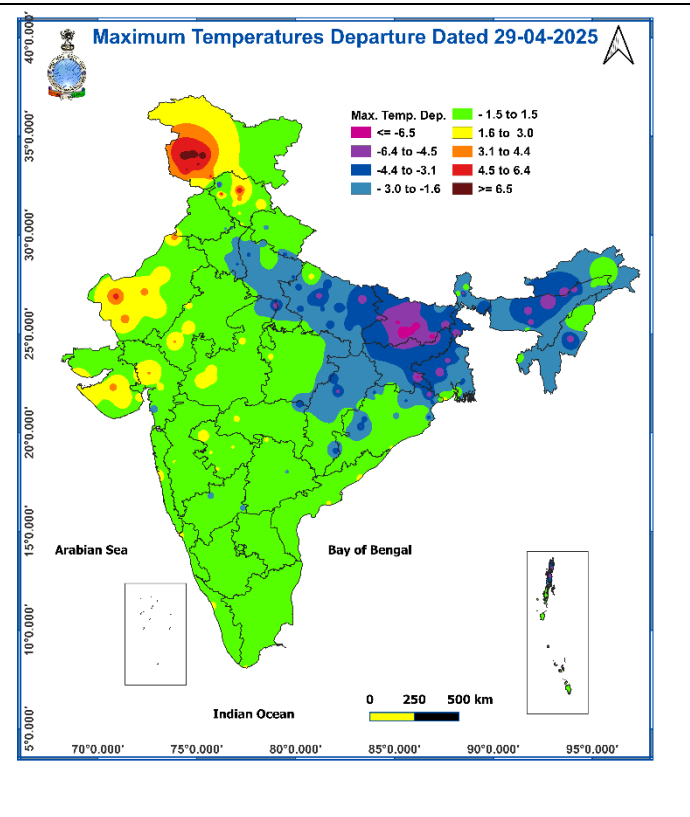 Maximum Temperatures Departure Dated 29-04-2025
Max. Temp. Dep.
<= -6.5
-6.4 to -4.5
-4.4 to -3.1
- 3.0 to -1.6
- 1.5 to 1.5
1.6 to 3.0
3.1 to 4.4
4.5 to 6.4
>= 6.5
40°0.000'
35°0.000'
30°0.000'
25°0.000'
20°0.000'
15°0.000'
10°0.000'
5°0.000'
Arabian Sea
Bay of Bengal
Indian Ocean
0 250 500 km
70°0.000' 75°0.000' 80°0.000' 85°0.000' 90°0.000' 95°0.000'